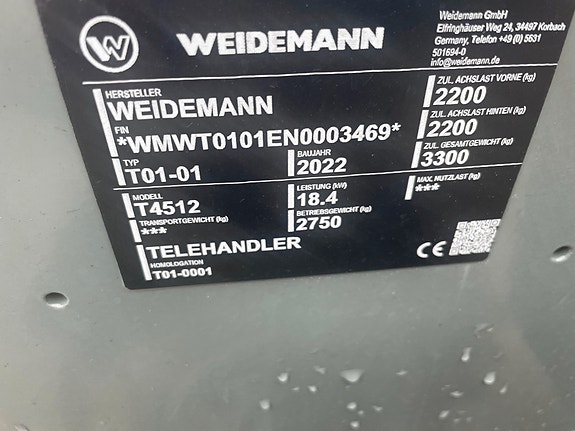 Weidemann GmbH
Elfringhäuser Weg 24, 34497 Korbach
Germany, Telefon +49 (0) 5631
501694-0
info@weidemann.de
W WEIDEMANN
HERSTELLER
WEIDEMANN
FIN
*WMWT0101EN0003469*
TYP
T01-01
BAUJAHR
2022
MODELL
T4512
LEISTUNG (kW)
18.4
TRANSPORTGEWICHT (kg)
***
BETRIEBSGEWICHT (kg)
2750
TELEHANDLER
HOMOLOGATION
T01-0001
ZUL. ACHSLAST VORNE (kg)
2200
ZUL. ACHSLAST HINTEN (kg)
2200
ZUL. GESAMTGEWICHT (kg)
3300
MAX. NUTZLAST (kg)
***
CE